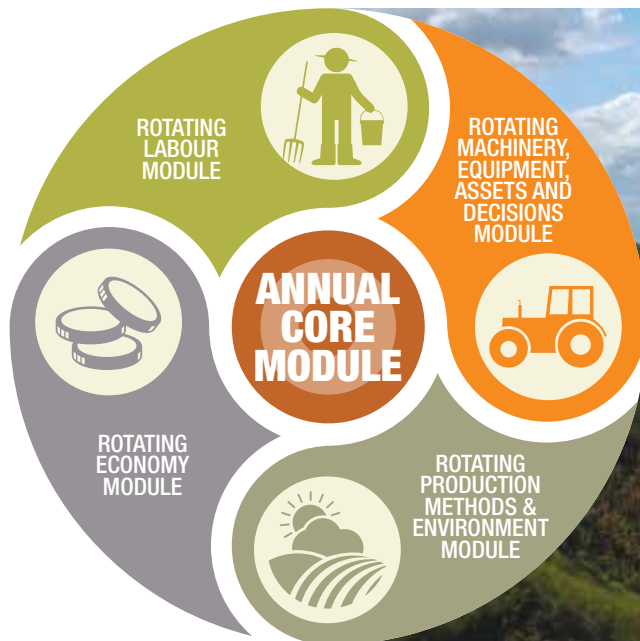 ROTATING
LABOUR
MODULE
ROTATING
MACHINERY,
EQUIPMENT,
ASSETS AND
DECISIONS
MODULE
ANNUAL
CORE
MODULE
ROTATING
ECONOMY
MODULE
ROTATING
PRODUCTION
METHODS &
ENVIRONMENT
MODULE